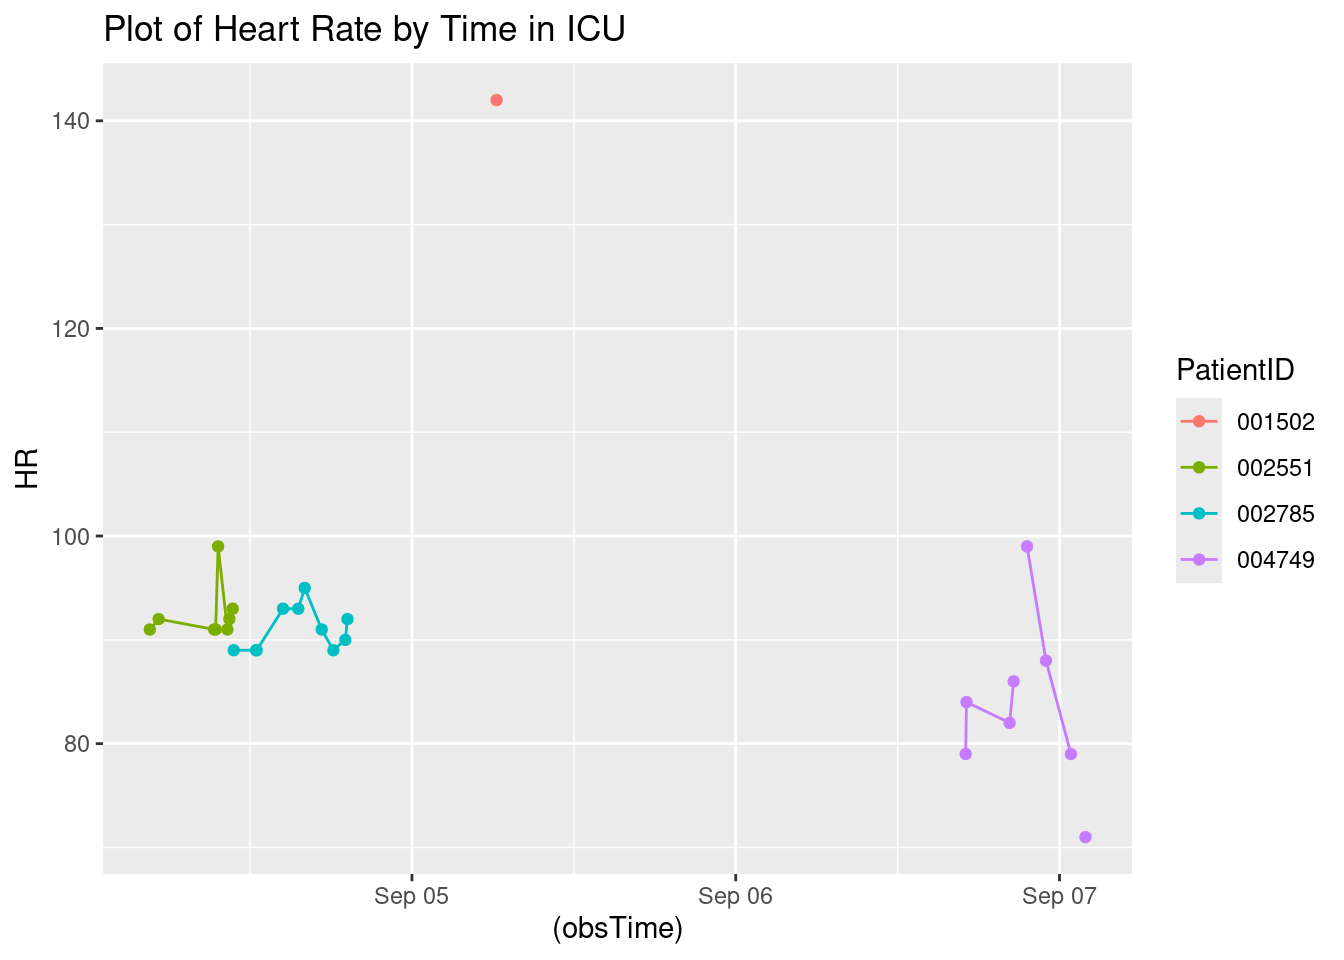 Plot of Heart Rate by Time in ICU
140
120
100
80
HR
Sep 05
Sep 06
Sep 07
(obsTime)
PatientID
001502
002551
002785
004749